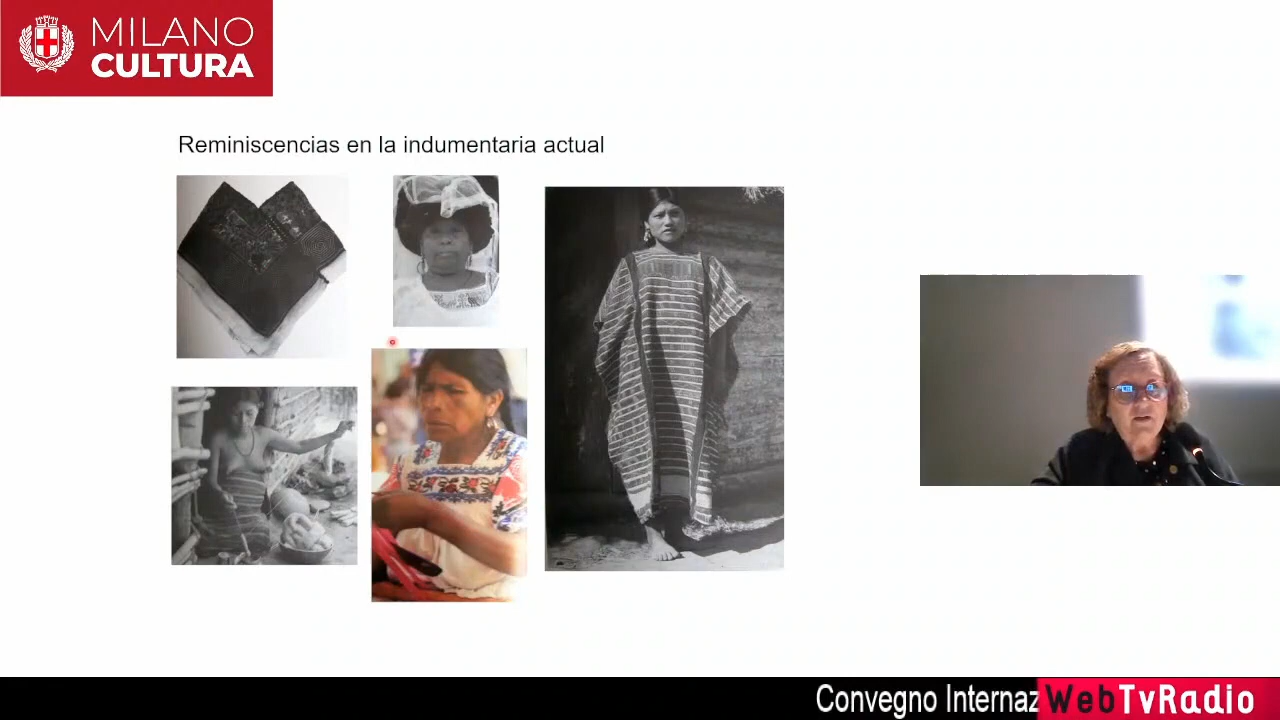 MILANO
CULTURA
Reminiscencias en la indumentaria actual
Convegno Internaz
WebTvRadio